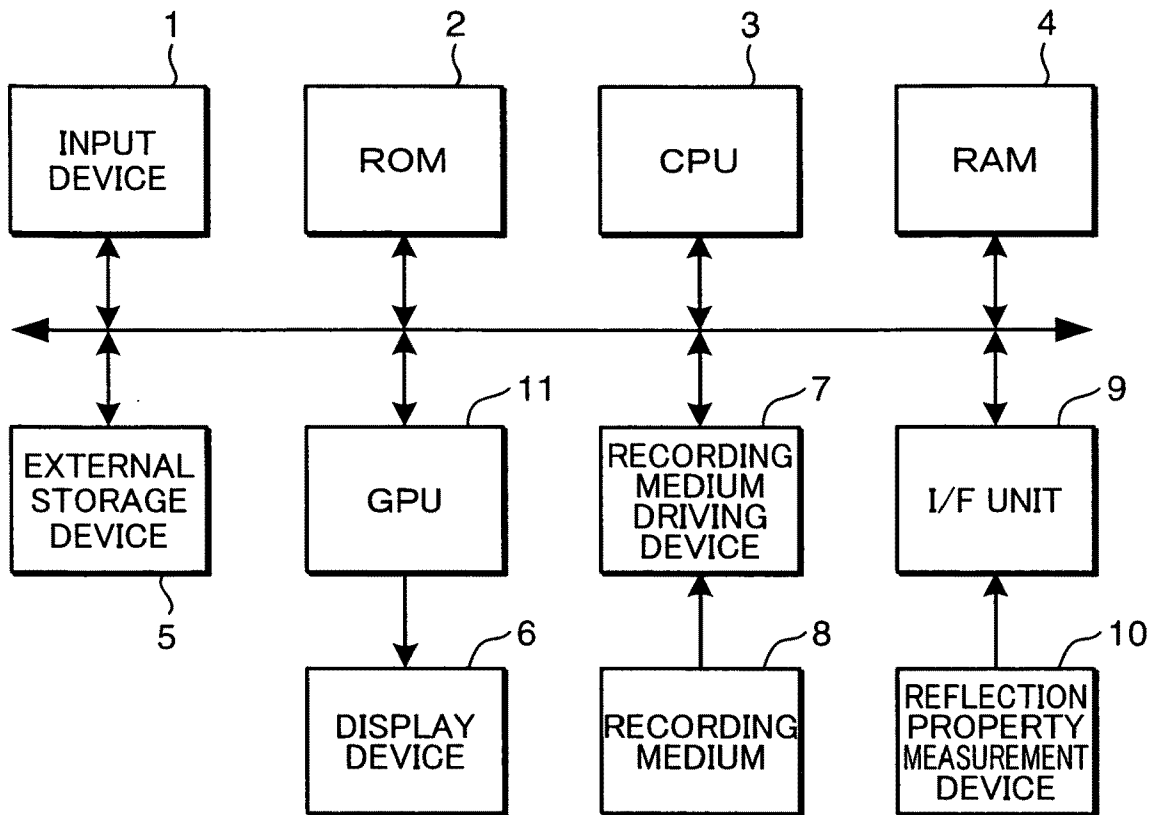 1
2
3
4
INPUT
DEVICE
ROM
CPU
RAM
11
7
9
EXTERNAL
STORAGE
DEVICE
GPU
RECORDING
MEDIUM
DRIVING
DEVICE
I/F UNIT
5
6
8
10
DISPLAY
DEVICE
RECORDING
MEDIUM
REFLECTION
PROPERTY
MEASUREMENT
DEVICE